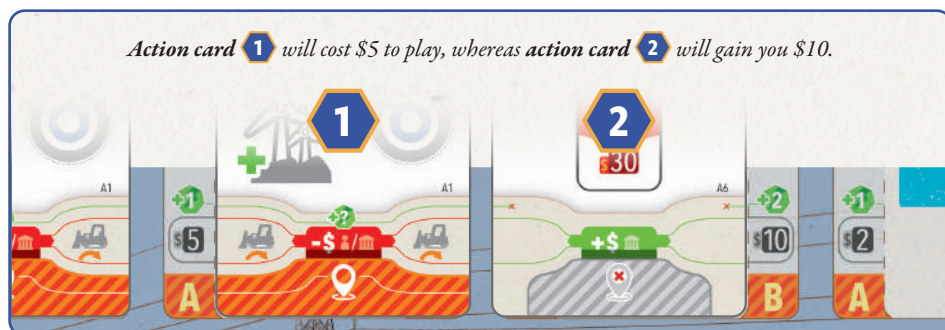 Action card 1 will cost $5 to play, whereas action card 2 will gain you $10.
1
2
$30
A1
A1
A6
+1
+?
+2
+1
$5
-$ /
+$
$10
$2
A
B
A